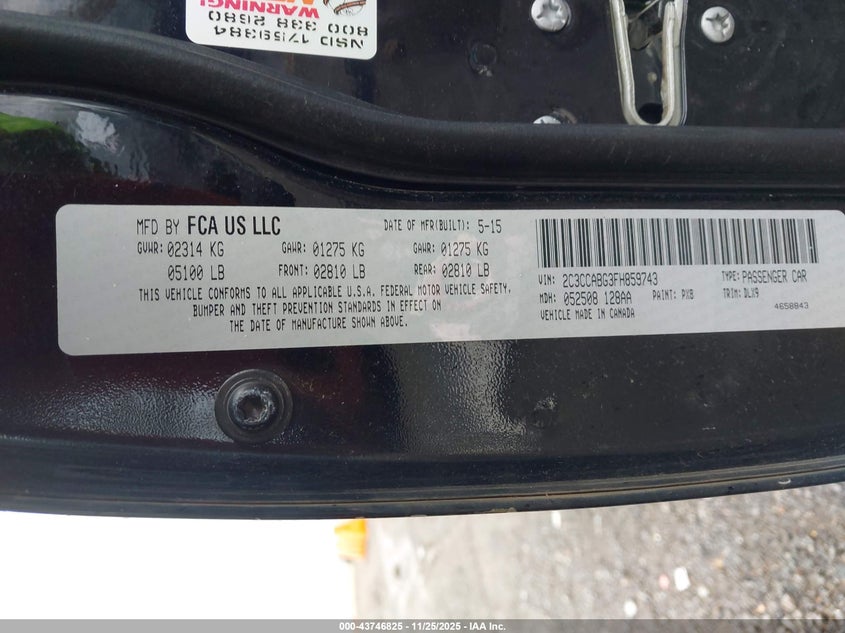 WARNING!
800 338 2680
NSD 1759384
MFD BY FCA US LLC
DATE OF MFR(BUILT): 5-15
GVWR: 02314 KG GAWR: 01275 KG GAWR: 01275 KG
05100 LB FRONT: 02810 LB REAR: 02810 LB
THIS VEHICLE CONFORMS TO ALL APPLICABLE U.S.A. FEDERAL MOTOR VEHICLE SAFETY,
BUMPER AND THEFT PREVENTION STANDARDS IN EFFECT ON
THE DATE OF MANUFACTURE SHOWN ABOVE.
VIN: 2C3CCABG3FH859743 TYPE: PASSENGER CAR
MDH: 052508 128AA PAINT: PX8 TRIM: DLX9
VEHICLE MADE IN CANADA 4658843
000-43746825 - 11/25/2025 - IAA Inc.